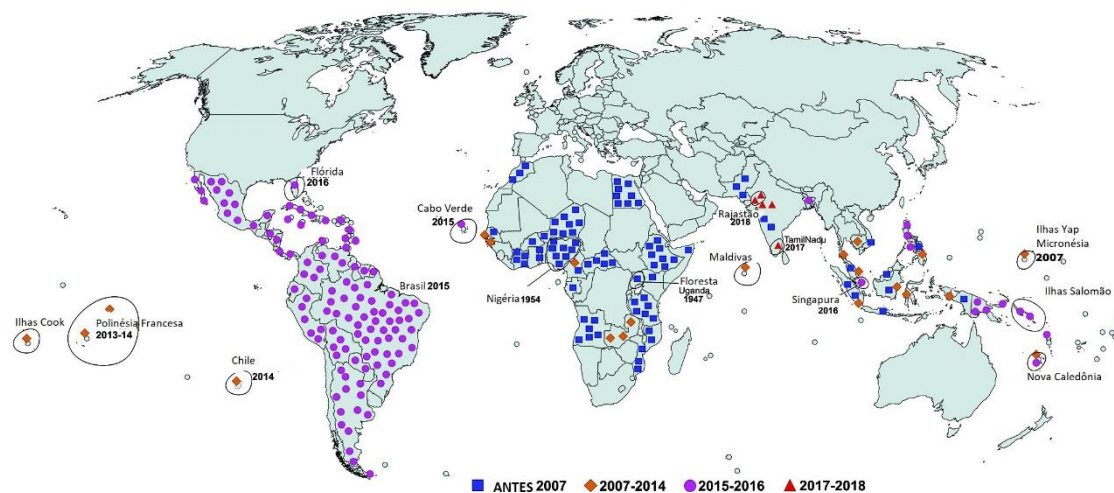 Flórida
2016
Cabo Verde
2015
Rajastão
2018
TamilNadu
2017
Maldivas
Ilhas Yap
Micronésia
2007
Brasil 2015
Nigéria 1954
Floresta
Uganda
1947
Singapura
2016
Ilhas Salomão
Ilhas Cook
Polinésia Francesa
2013-14
Chile
2014
Nova Caledônia
ANTES 2007
2007-2014
2015-2016
2017-2018